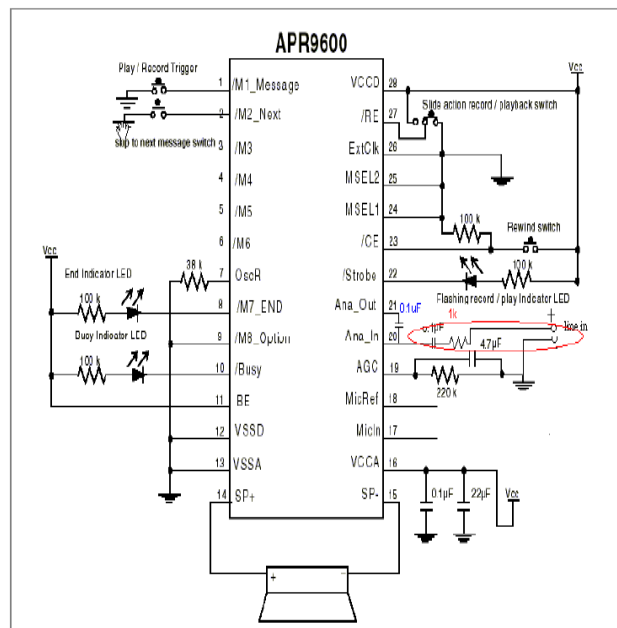 APR9600
Play / Record Trigger
1
/M1_Message
2
/M2_Next
skip to next message switch
3
/M3
4
/M4
5
/M5
6
/M6
38 k
7
OscR
Vcc
End Indicator LED
100 k
8
/M7_END
9
/M8_Option
Duoy Indicator LED
100 k
10
/Busy
11
BE
12
VSSD
13
VSSA
14
SP+
Vcc
VCCD
28
Slide action record / playback switch
/RE
27
ExtClk
26
MSEL2
25
MSEL1
24
100 k
/CE
23
Rewind switch
/Strobe
22
100 k
Flashing record / play Indicator LED
Ana_Out
21
0.1uF
1k
+
0.1µF
line in
Ana_In
20
4.7µF
AGC
19
220 k
MicRef
18
MicIn
17
VCCA
16
0.1µF
22µF
Vcc
SP-
15
+
-